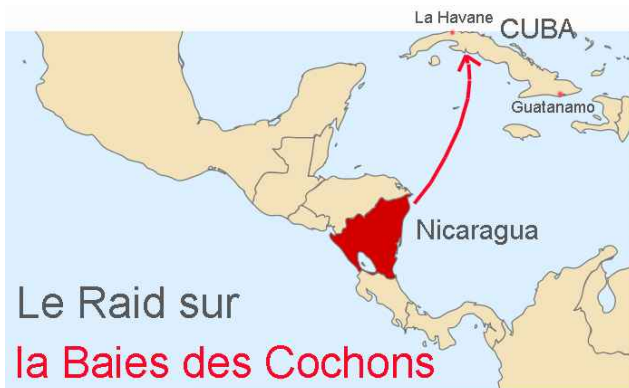 La Havane
CUBA
Guatanamo
Nicaragua
Le Raid sur
la Baies des Cochons